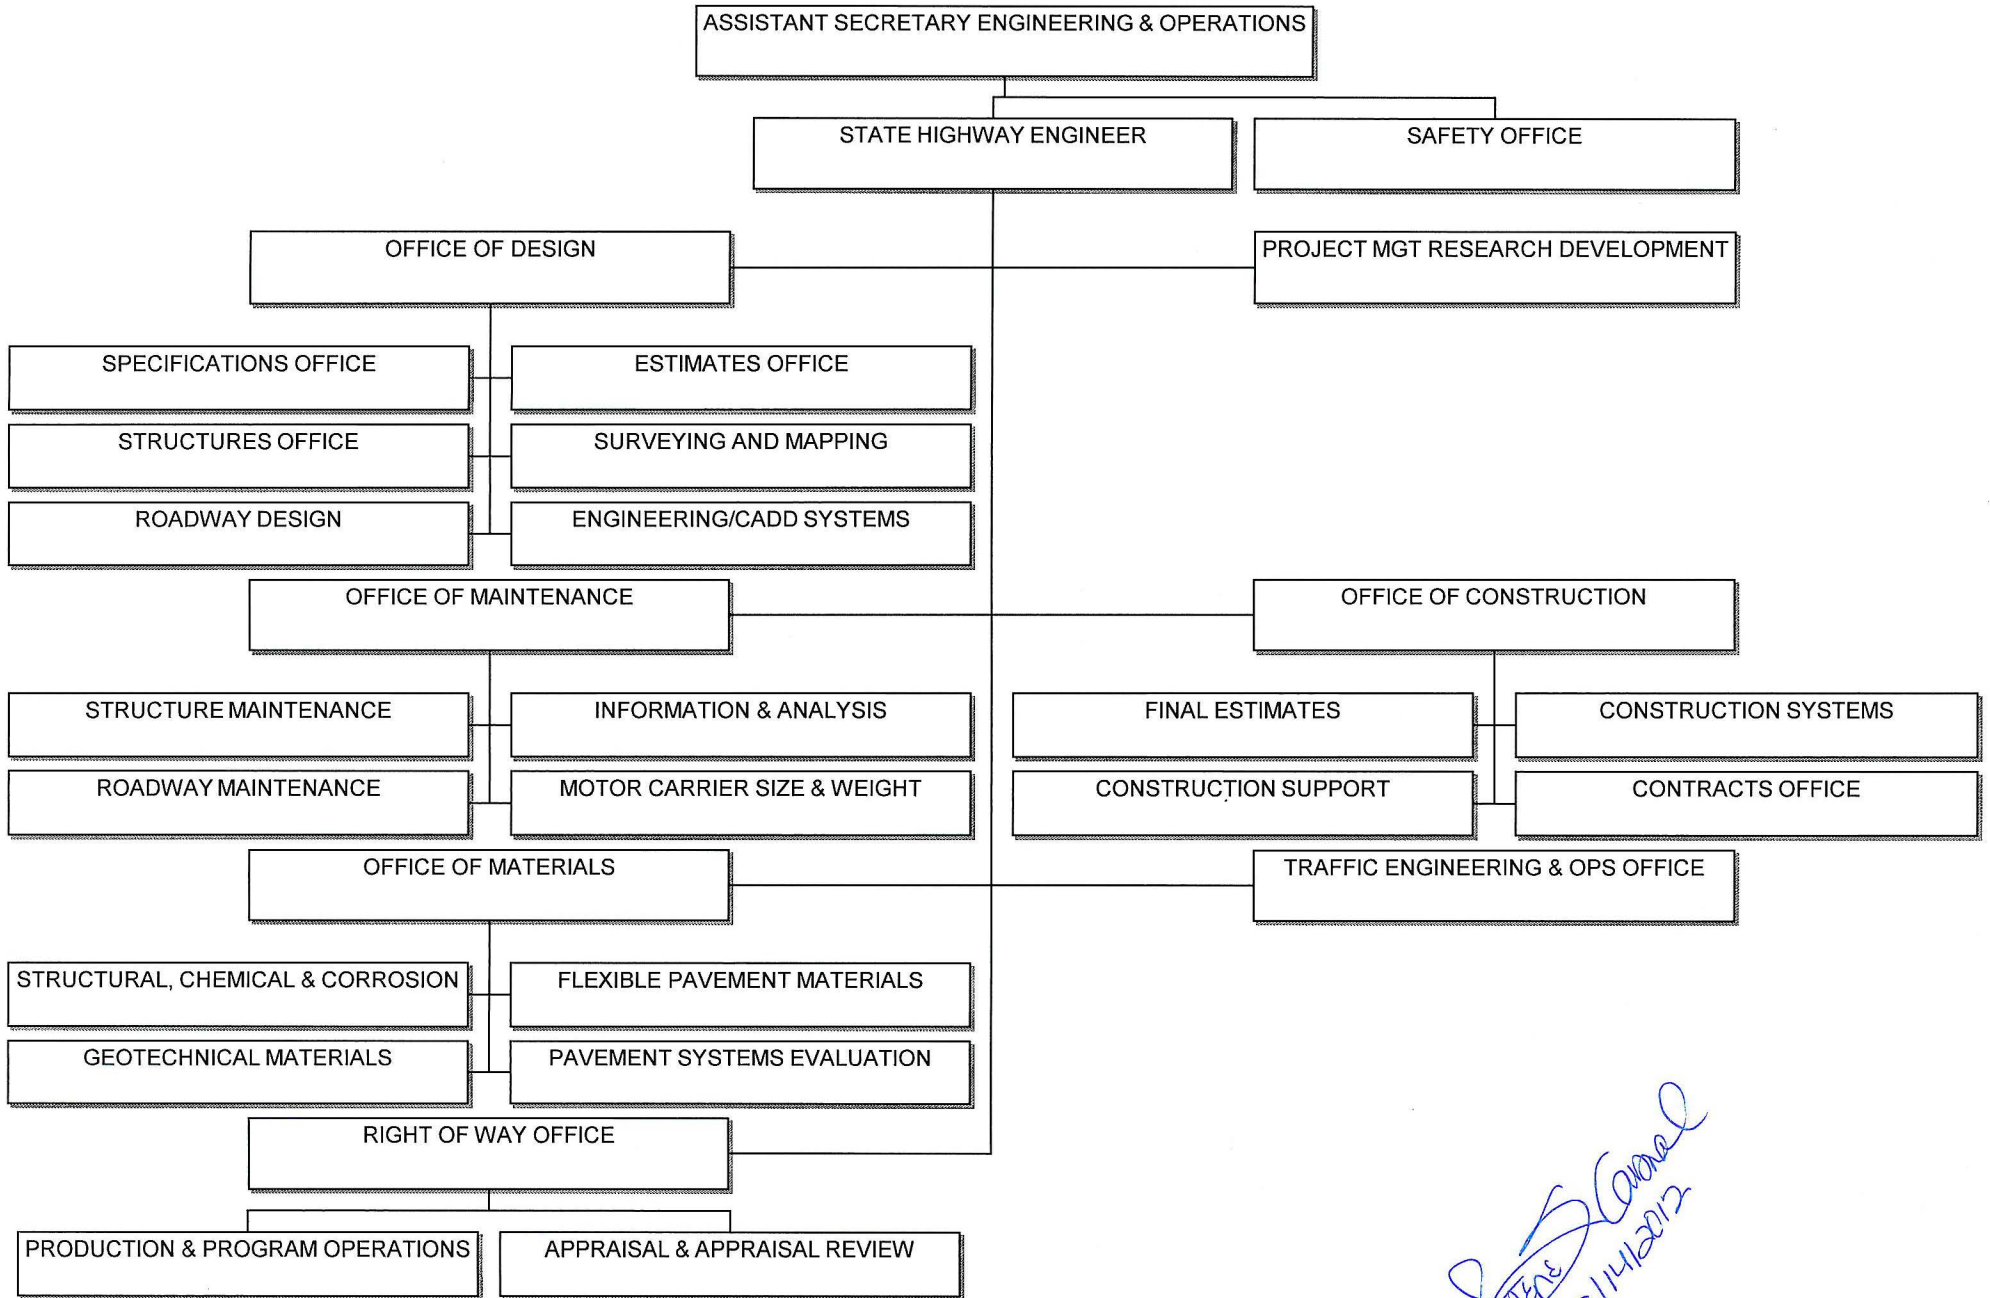 ASSISTANT SECRETARY ENGINEERING & OPERATIONS
STATE HIGHWAY ENGINEER
SAFETY OFFICE
OFFICE OF DESIGN
PROJECT MGT RESEARCH DEVELOPMENT
SPECIFICATIONS OFFICE
ESTIMATES OFFICE
STRUCTURES OFFICE
SURVEYING AND MAPPING
ROADWAY DESIGN
ENGINEERING/CADD SYSTEMS
OFFICE OF MAINTENANCE
OFFICE OF CONSTRUCTION
STRUCTURE MAINTENANCE
INFORMATION & ANALYSIS
FINAL ESTIMATES
CONSTRUCTION SYSTEMS
ROADWAY MAINTENANCE
MOTOR CARRIER SIZE & WEIGHT
CONSTRUCTION SUPPORT
CONTRACTS OFFICE
OFFICE OF MATERIALS
TRAFFIC ENGINEERING & OPS OFFICE
STRUCTURAL, CHEMICAL & CORROSION
FLEXIBLE PAVEMENT MATERIALS
GEOTECHNICAL MATERIALS
PAVEMENT SYSTEMS EVALUATION
RIGHT OF WAY OFFICE
PRODUCTION & PROGRAM OPERATIONS
APPRAISAL & APPRAISAL REVIEW